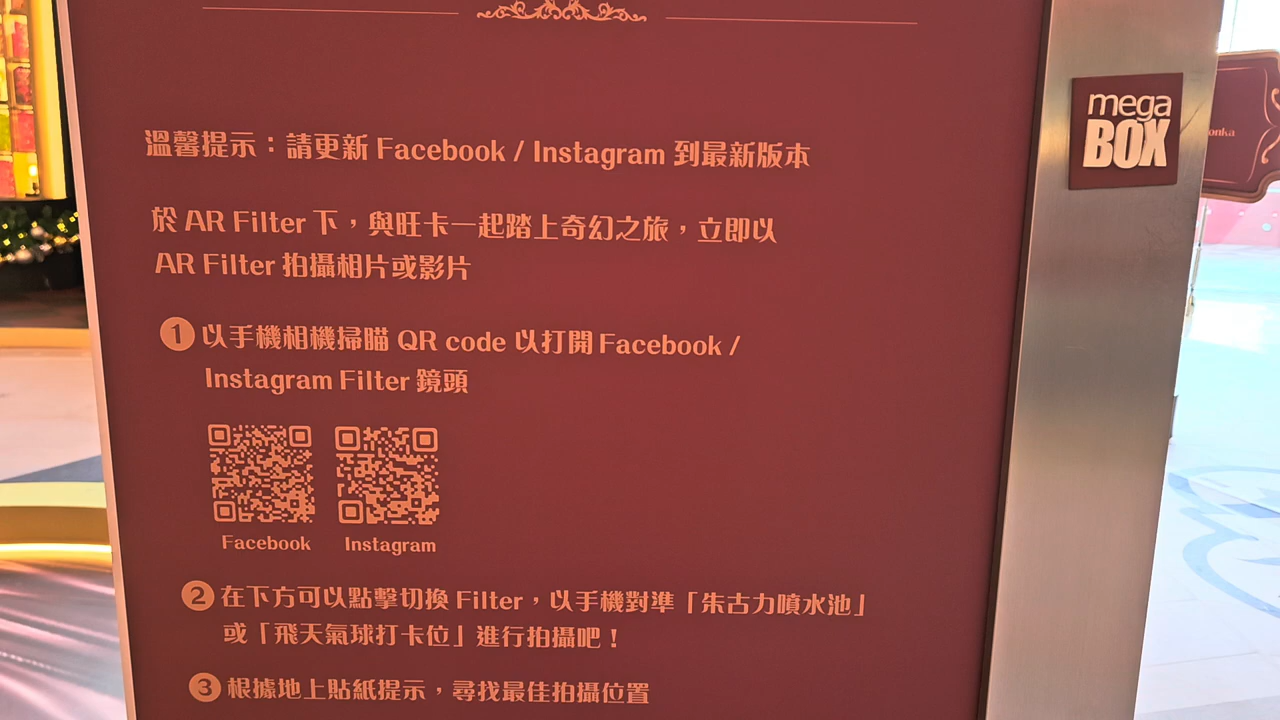 溫馨提示：請更新 Facebook / Instagram 到最新版本
於 AR Filter 下，與旺卡一起踏上奇幻之旅，立即以
AR Filter 拍攝相片或影片
1 以手機相機掃瞄 QR code 以打開 Facebook /
Instagram Filter 鏡頭
Facebook
Instagram
2 在下方可以點擊切換 Filter，以手機對準「朱古力噴水池」
或「飛天氣球打卡位」進行拍攝吧！
3 根據地上貼紙提示，尋找最佳拍攝位置
mega
BOX